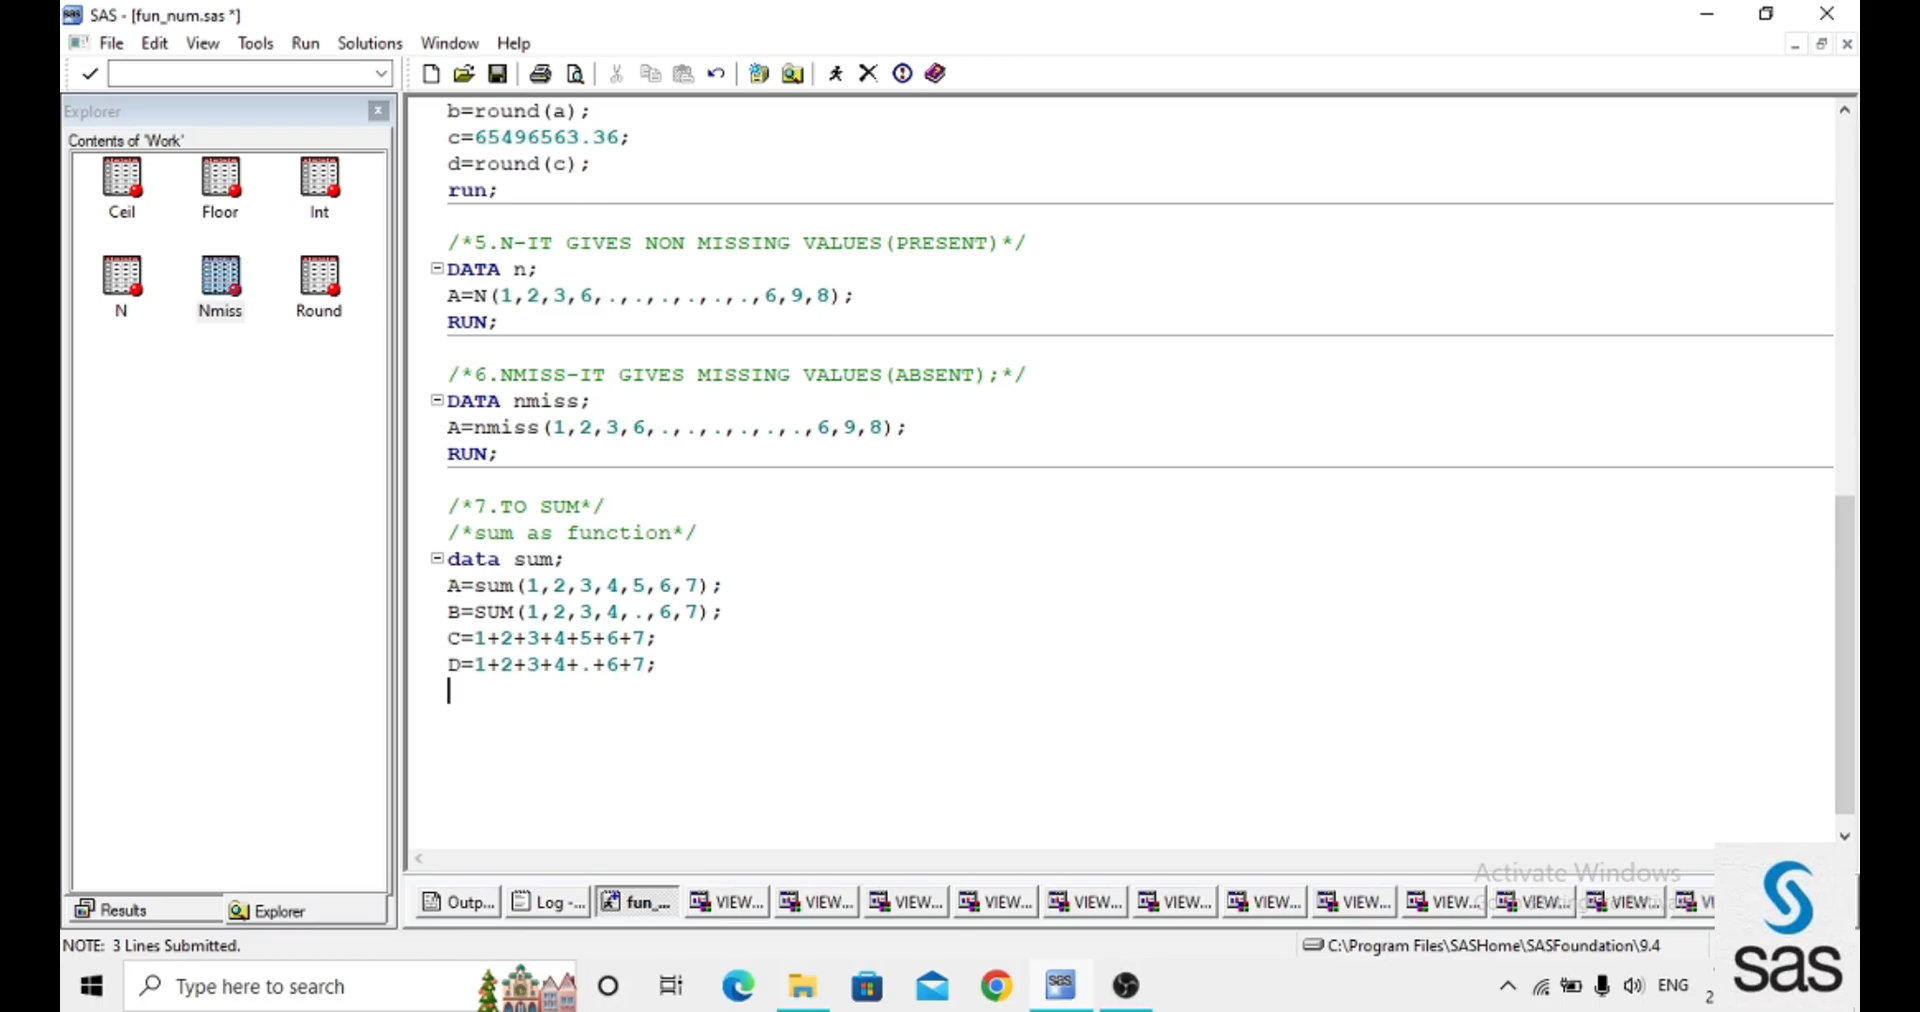 SAS - [fun_num.sas *]
File Edit View Tools Run Solutions Window Help
Explorer
Contents of 'Work'
Ceil Floor Int
N Nmiss Round
b=round(a);
c=65496563.36;
d=round(c);
run;
/*5.N-IT GIVES NON MISSING VALUES(PRESENT)*/
DATA n;
A=N(1,2,3,6,.,.,.,.,.,.,6,9,8);
RUN;
/*6.NMISS-IT GIVES MISSING VALUES(ABSENT);*/
DATA nmiss;
A=nmiss(1,2,3,6,.,.,.,.,.,.,6,9,8);
RUN;
/*7.TO SUM*/
/*sum as function*/
data sum;
A=sum(1,2,3,4,5,6,7);
B=SUM(1,2,3,4,.,6,7);
C=1+2+3+4+5+6+7;
D=1+2+3+4+.+6+7;
Activate Windows
Results Explorer
Outp... Log -... fun_... VIEW... VIEW... VIEW... VIEW... VIEW... VIEW... VIEW... VIEW... VIEW... VIEW... VIEW...
NOTE: 3 Lines Submitted.
C:\Program Files\SASHome\SASFoundation\9.4
Type here to search
ENG
sas